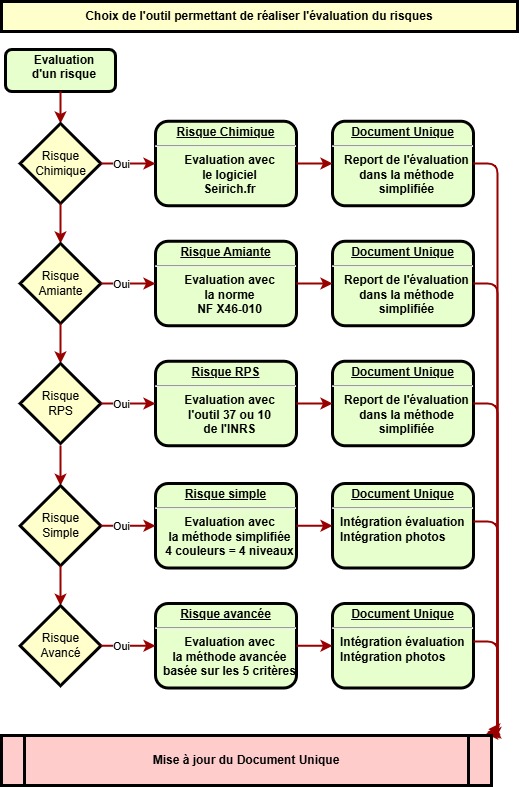 Choix de l'outil permettant de réaliser l'évaluation du risques
Evaluation
d'un risque
Risque
Chimique
Oui
Risque Chimique
Evaluation avec
le logiciel
Seirich.fr
Document Unique
Report de l'évaluation
dans la méthode
simplifiée
Risque
Amiante
Oui
Risque Amiante
Evaluation avec
la norme
NF X46-010
Document Unique
Report de l'évaluation
dans la méthode
simplifiée
Risque
RPS
Oui
Risque RPS
Evaluation avec
l'outil 37 ou 10
de l'INRS
Document Unique
Report de l'évaluation
dans la méthode
simplifiée
Risque
Simple
Oui
Risque simple
Evaluation avec
la méthode simplifiée
4 couleurs = 4 niveaux
Document Unique
Intégration évaluation
Intégration photos
Risque
Avancé
Oui
Risque avancée
Evaluation avec
la méthode avancée
basée sur les 5 critères
Document Unique
Intégration évaluation
Intégration photos
Mise à jour du Document Unique